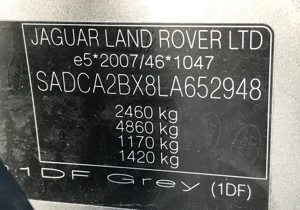 JAGUAR LAND ROVER LTD
e5*2007/46*1047
SADCA2BX8LA652948
2460 kg
4860 kg
1170 kg
1420 kg
1DF Grey (1DF)